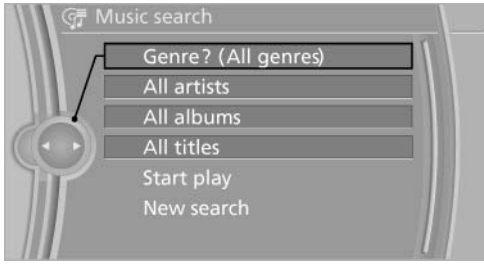 Music search
Genre? (All genres)
All artists
All albums
All titles
Start play
New search